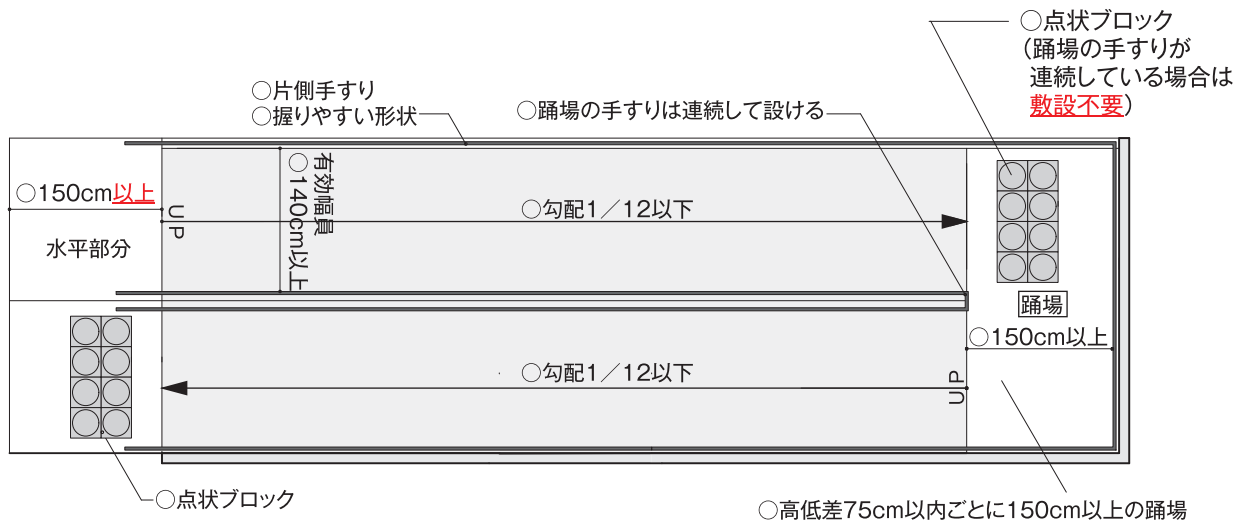 ○点状ブロック
(踊場の手すりが
連続している場合は
敷設不要)
○片側手すり
○握りやすい形状
○踊場の手すりは連続して設ける
○150cm以上
水平部分
UP
有効幅員
○140cm以上
○勾配1／12以下
踊場
○150cm以上
○勾配1／12以下
UP
○点状ブロック
○高低差75cm以内ごとに150cm以上の踊場